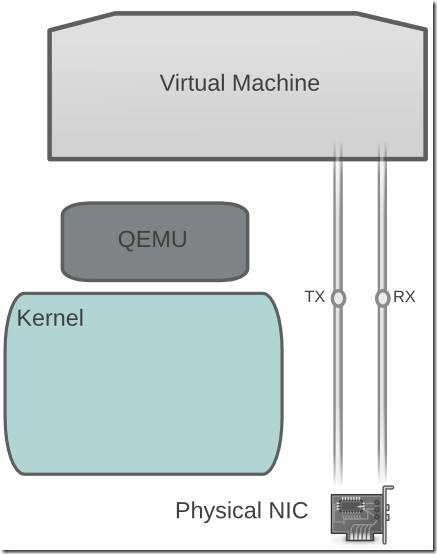 Virtual Machine
QEMU
TX
RX
Kernel
Physical NIC